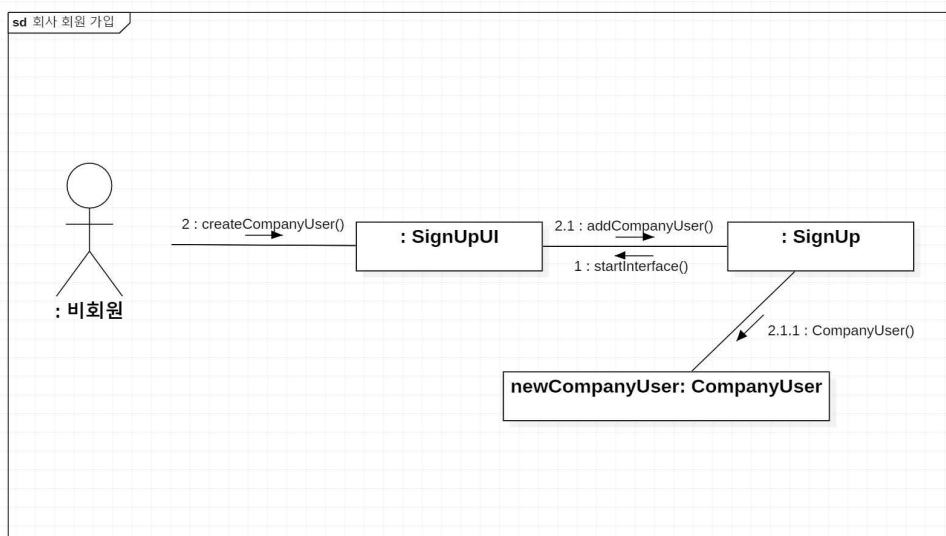 sd 회사 회원 가입
2 : createCompanyUser()
2.1 : addCompanyUser()
: SignUpUI
: SignUp
1 : startInterface()
: 비회원
2.1.1 : CompanyUser()
newCompanyUser: CompanyUser